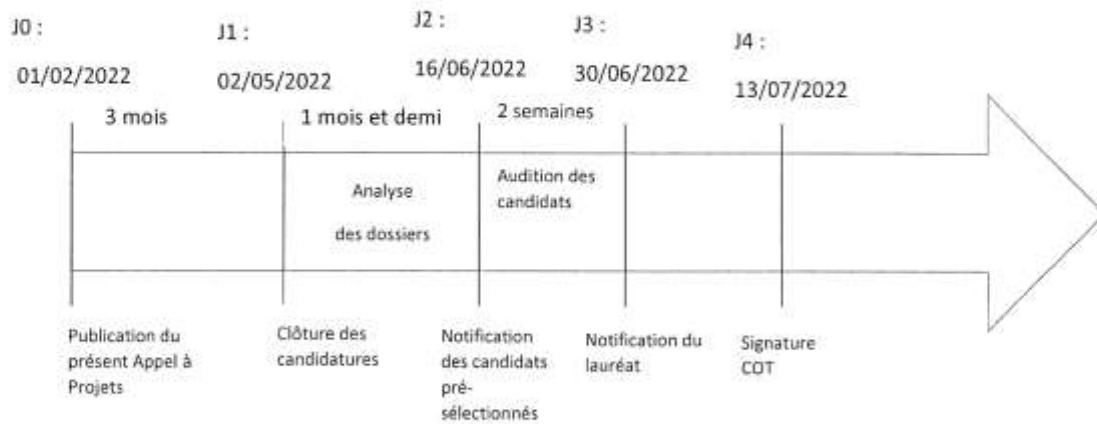 J0 :
01/02/2022
J1 :
02/05/2022
J2 :
16/06/2022
J3 :
30/06/2022
J4 :
13/07/2022
3 mois
1 mois et demi
2 semaines
Analyse
des dossiers
Audition des
candidats
Publication du
présent Appel à
Projets
Clôture des
candidatures
Notification
des candidats
pré-
sélectionnés
Notification du
lauréat
Signature
COT